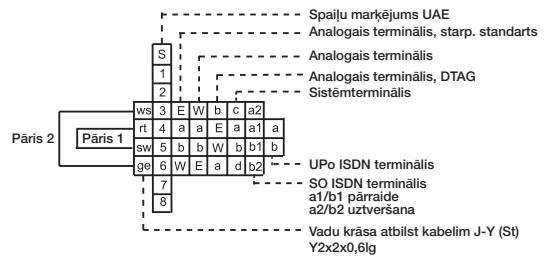 Spaiļu marķējums UAE
Analogais terminālis, starp. standarts
Analogais terminālis
Analogais terminālis, DTAG
Sistēmterminālis
S
1
2
ws 3 E W b c a2
rt 4 a a E a a1 a
sw 5 b b W b b1 b
ge 6 W E a d b2
7
8
Pāris 2
Pāris 1
UPo ISDN terminālis
SO ISDN terminālis
a1/b1 pārraide
a2/b2 uztveršana
Vadu krāsa atbilst kabelim J-Y (St)
Y2x2x0,6lg